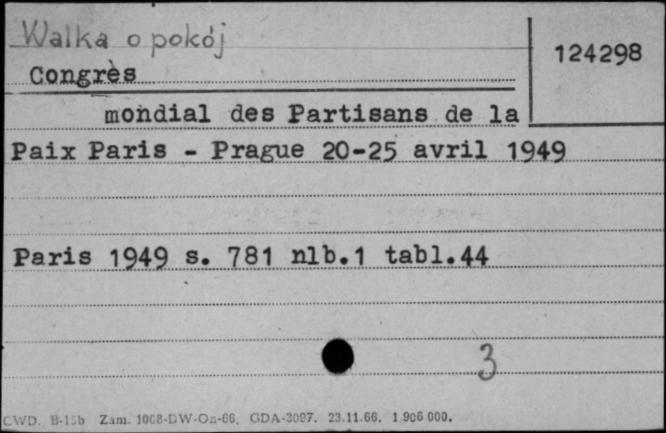 Walka o pokój
124298
Congrès
mondial des Partisans de la
Paix Paris - Prague 20-25 avril 1949
Paris 1949 s. 781 nlb.1 tabl.44
3
CWD. B-15b Zam. 1008-DW-On-66, GDA-3097. 23.11.66. 1.906 000.